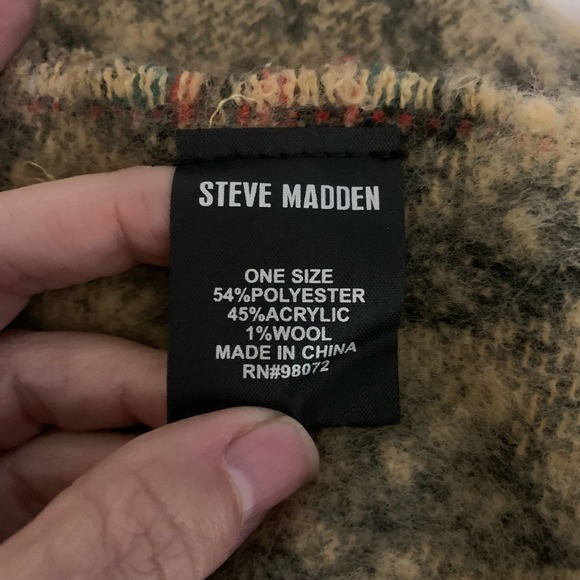 STEVE MADDEN
ONE SIZE
54%POLYESTER
45%ACRYLIC
1%WOOL
MADE IN CHINA
RN#98072